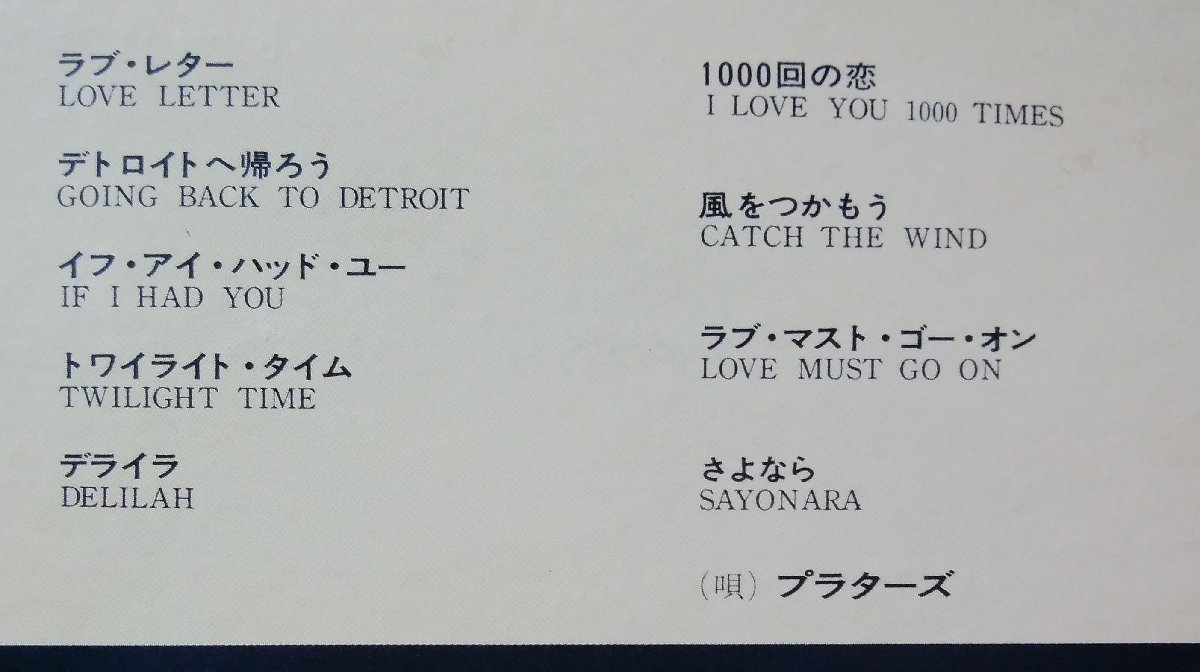 ラブ・レター
LOVE LETTER
デトロイトへ帰ろう
GOING BACK TO DETROIT
イフ・アイ・ハッド・ユー
IF I HAD YOU
トワイライト・タイム
TWILIGHT TIME
デライラ
DELILAH
1000回の恋
I LOVE YOU 1000 TIMES
風をつかもう
CATCH THE WIND
ラブ・マスト・ゴー・オン
LOVE MUST GO ON
さよなら
SAYONARA
(唄) プラターズ